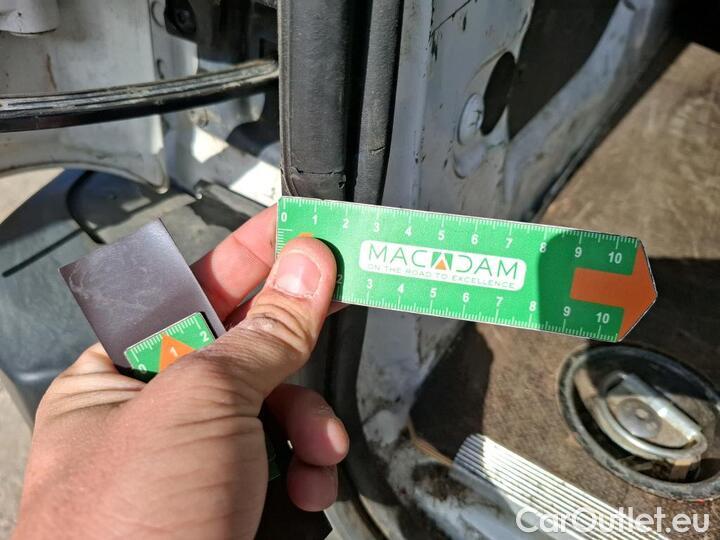 0 1 2 3 4 5 6 7 8 9 10
MACADAM
ON THE ROAD TO EXCELLENCE
2 3 4 5 6 7 8 9 10
0 1 2
CarOutlet.eu